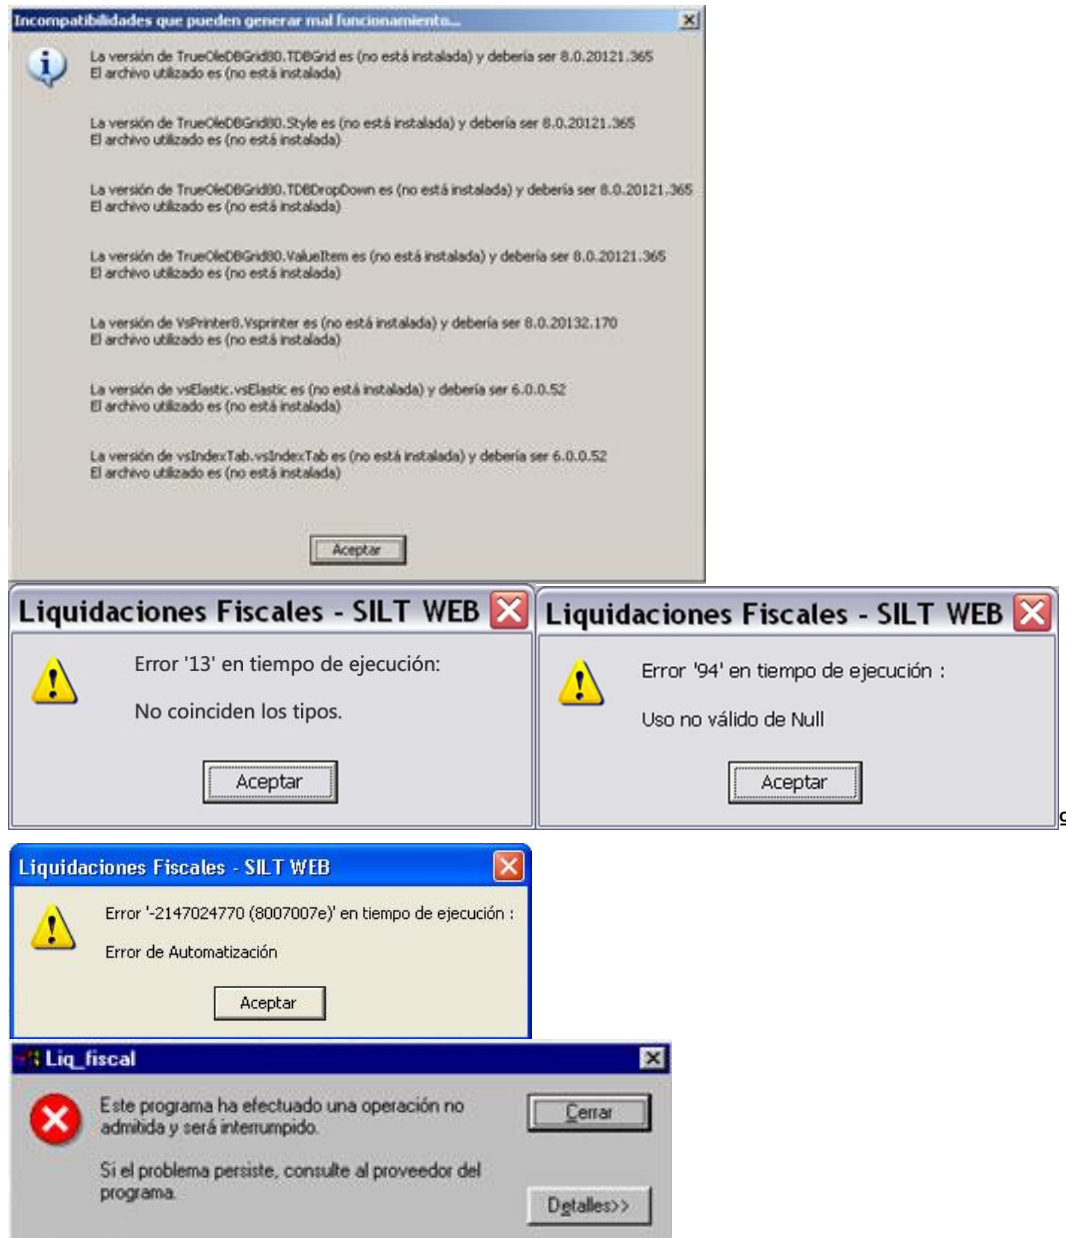 Incompatibilidades que pueden generar mal funcionamiento...
La versión de TrueOleDBGrid80.TDBGrid es (no está instalada) y debería ser 8.0.20121.365
El archivo utilizado es (no está instalada)
La versión de TrueOleDBGrid80.Style es (no está instalada) y debería ser 8.0.20121.365
El archivo utilizado es (no está instalada)
La versión de TrueOleDBGrid80.TDBDropDown es (no está instalada) y debería ser 8.0.20121.365
El archivo utilizado es (no está instalada)
La versión de TrueOleDBGrid80.ValueItem es (no está instalada) y debería ser 8.0.20121.365
El archivo utilizado es (no está instalada)
La versión de VsPrinter8.Vsprinter es (no está instalada) y debería ser 8.0.20132.170
El archivo utilizado es (no está instalada)
La versión de vsElastic.vsElastic es (no está instalada) y debería ser 6.0.0.52
El archivo utilizado es (no está instalada)
La versión de vsIndexTab.vsIndexTab es (no está instalada) y debería ser 6.0.0.52
El archivo utilizado es (no está instalada)
Aceptar
Liquidaciones Fiscales - SILT WEB
Error '13' en tiempo de ejecución:
No coinciden los tipos.
Aceptar
Liquidaciones Fiscales - SILT WEB
Error '94' en tiempo de ejecución :
Uso no válido de Null
Aceptar
Liquidaciones Fiscales - SILT WEB
Error '-2147024770 (8007007e)' en tiempo de ejecución :
Error de Automatización
Aceptar
Liq_fiscal
Este programa ha efectuado una operación no
admitida y será interrumpido.
Si el problema persiste, consulte al proveedor del
programa.
Cerrar
Detalles>>